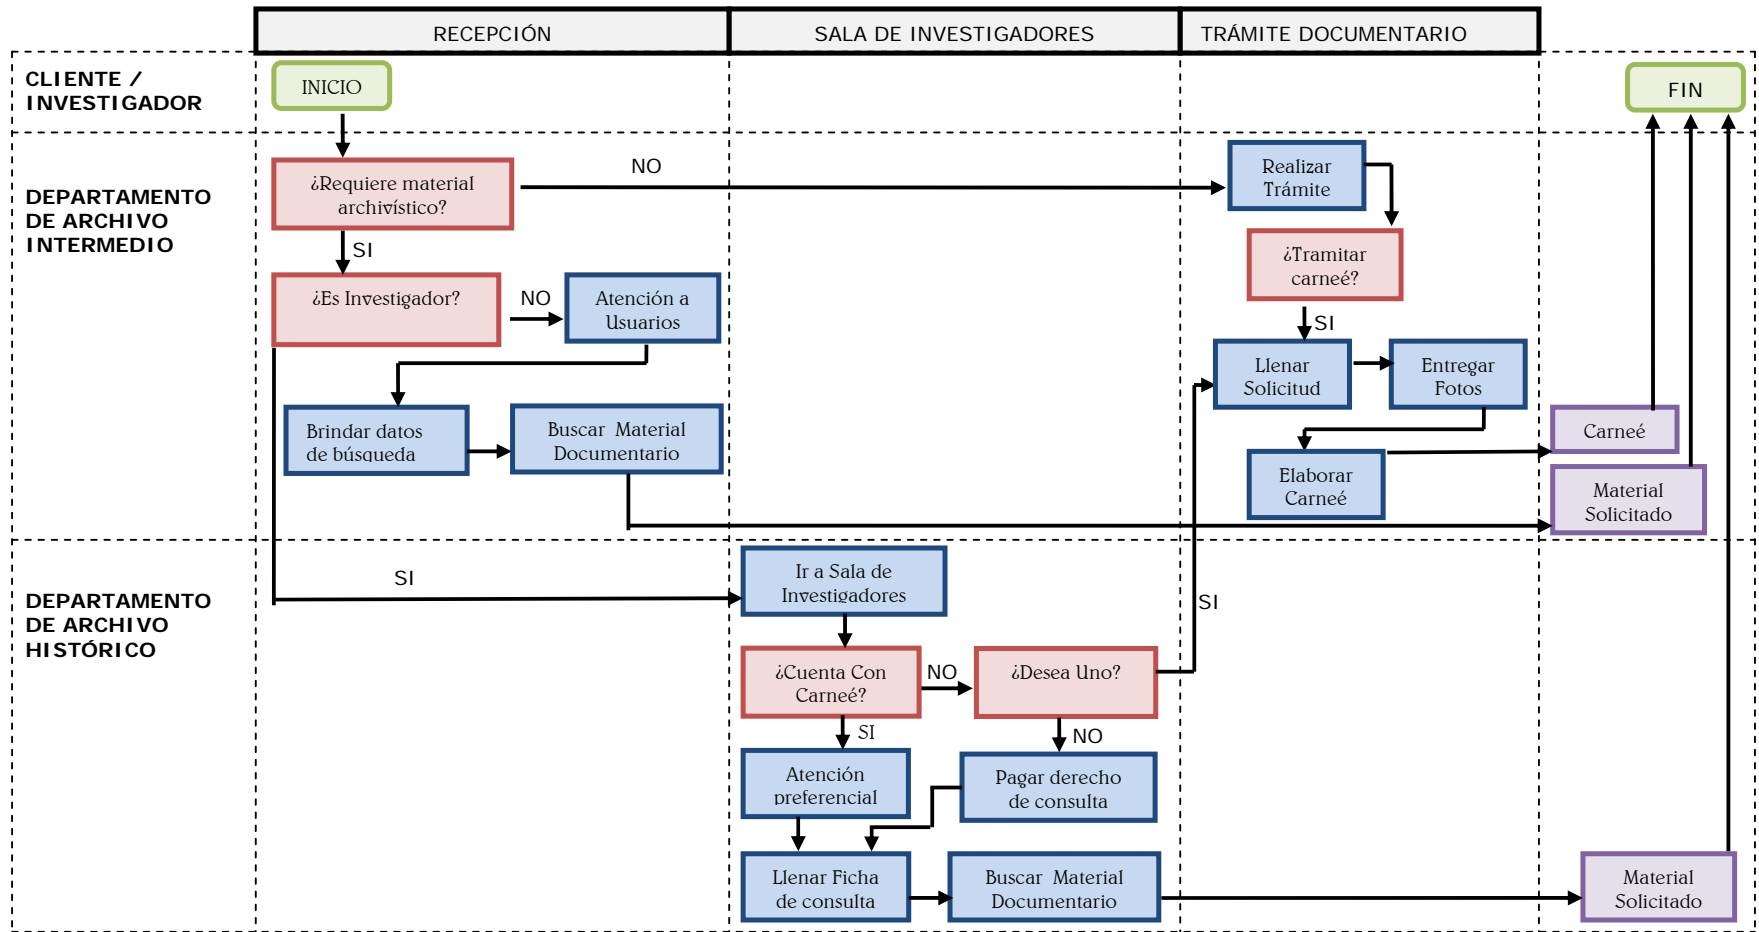 RECEPCIÓN
SALA DE INVESTIGADORES
TRÁMITE DOCUMENTARIO
CLIENTE /
INVESTIGADOR
INICIO
FIN
DEPARTAMENTO
DE ARCHIVO
INTERMEDIO
¿Requiere material
archivístico?
NO
Realizar
Trámite
SI
¿Tramitar
carneé?
¿Es Investigador?
NO
Atención a
Usuarios
SI
Llenar
Solicitud
Entregar
Fotos
Brindar datos
de búsqueda
Buscar Material
Documentario
Carneé
Elaborar
Carneé
Material
Solicitado
DEPARTAMENTO
DE ARCHIVO
HISTÓRICO
SI
Ir a Sala de
Investigadores
SI
¿Cuenta Con
Carneé?
NO
¿Desea Uno?
SI
NO
Atención
preferencial
Pagar derecho
de consulta
Llenar Ficha
de consulta
Buscar Material
Documentario
Material
Solicitado